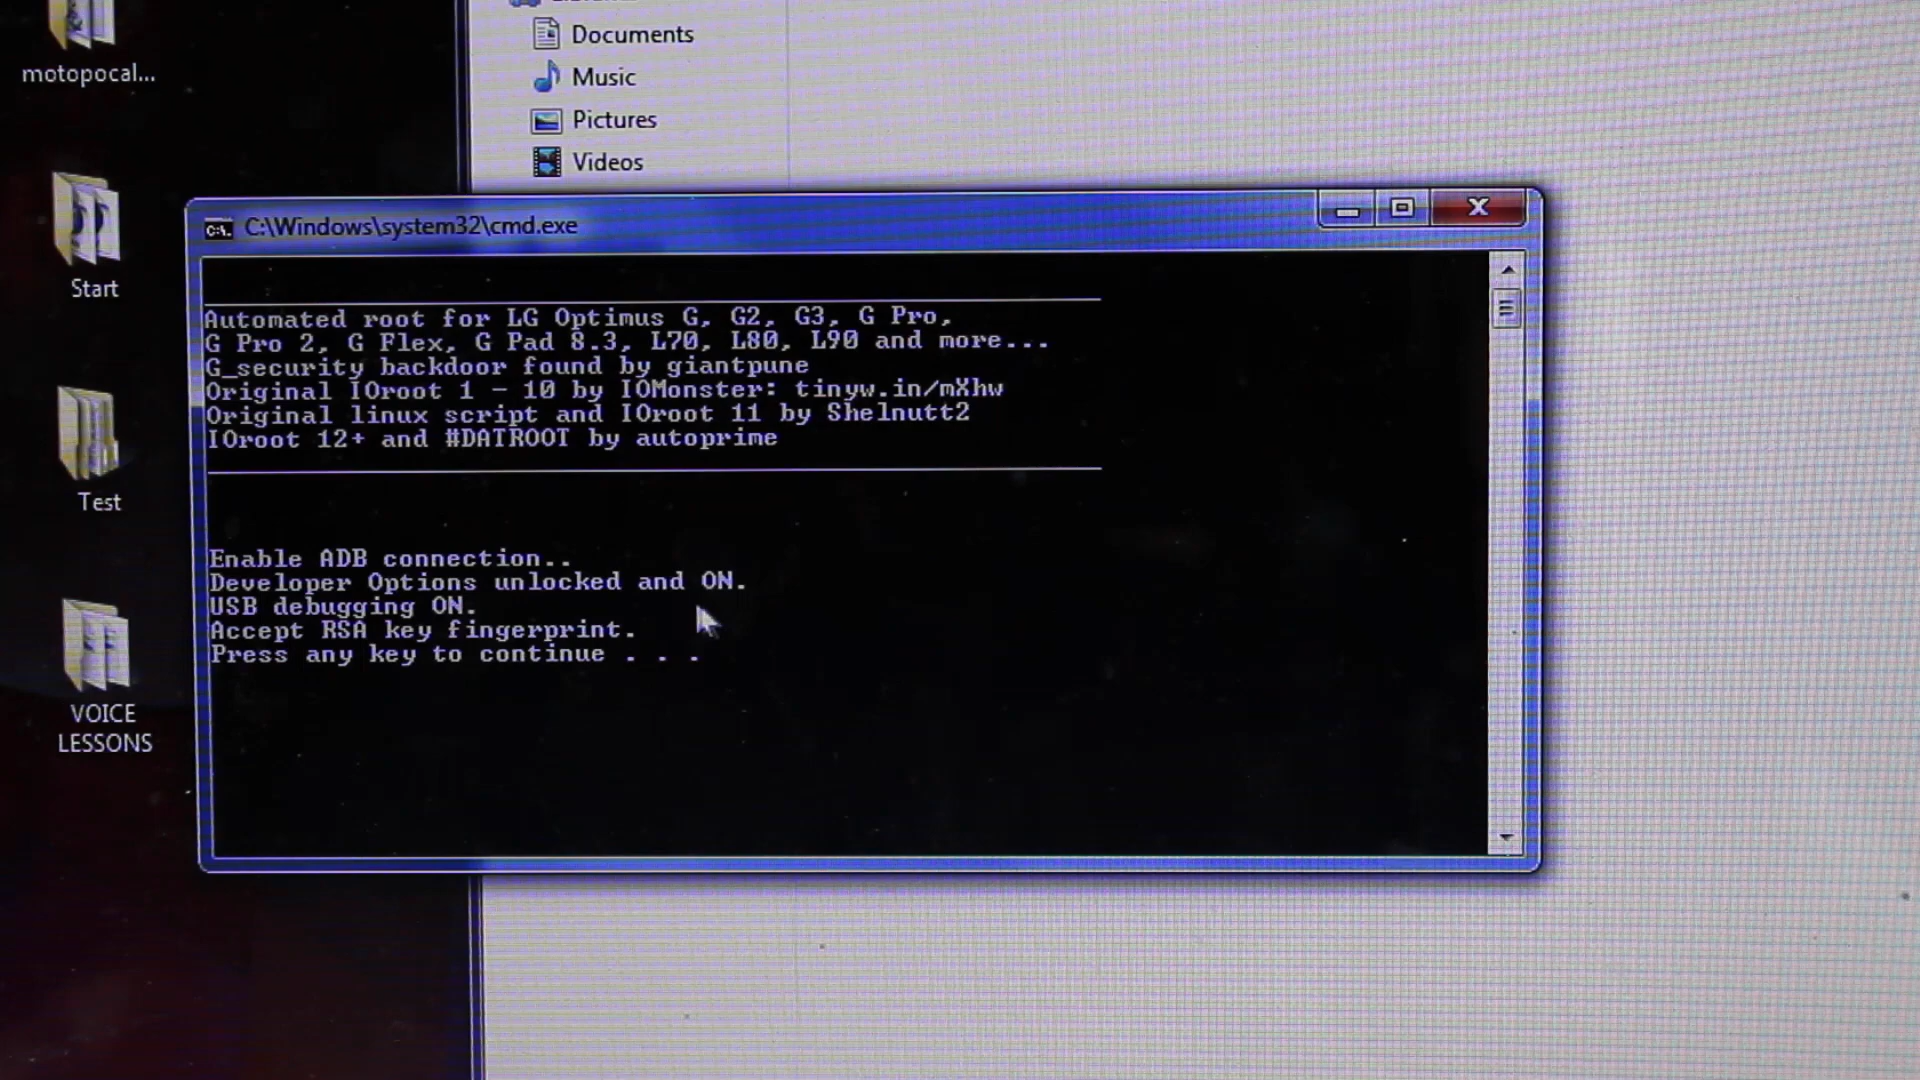 motopocal...
Start
Test
VOICE
LESSONS
Documents
Music
Pictures
Videos
C:\Windows\system32\cmd.exe
Automated root for LG Optimus G, G2, G3, G Pro,
G Pro 2, G Flex, G Pad 8.3, L70, L80, L90 and more...
G_security backdoor found by giantpune
Original IOroot 1 - 10 by IOMonster: tinyw.in/mXhw
Original linux script and IOroot 11 by Shelnutt2
IOroot 12+ and #DATROOT by autoprime
Enable ADB connection..
Developer Options unlocked and ON.
USB debugging ON.
Accept RSA key fingerprint.
Press any key to continue . . .